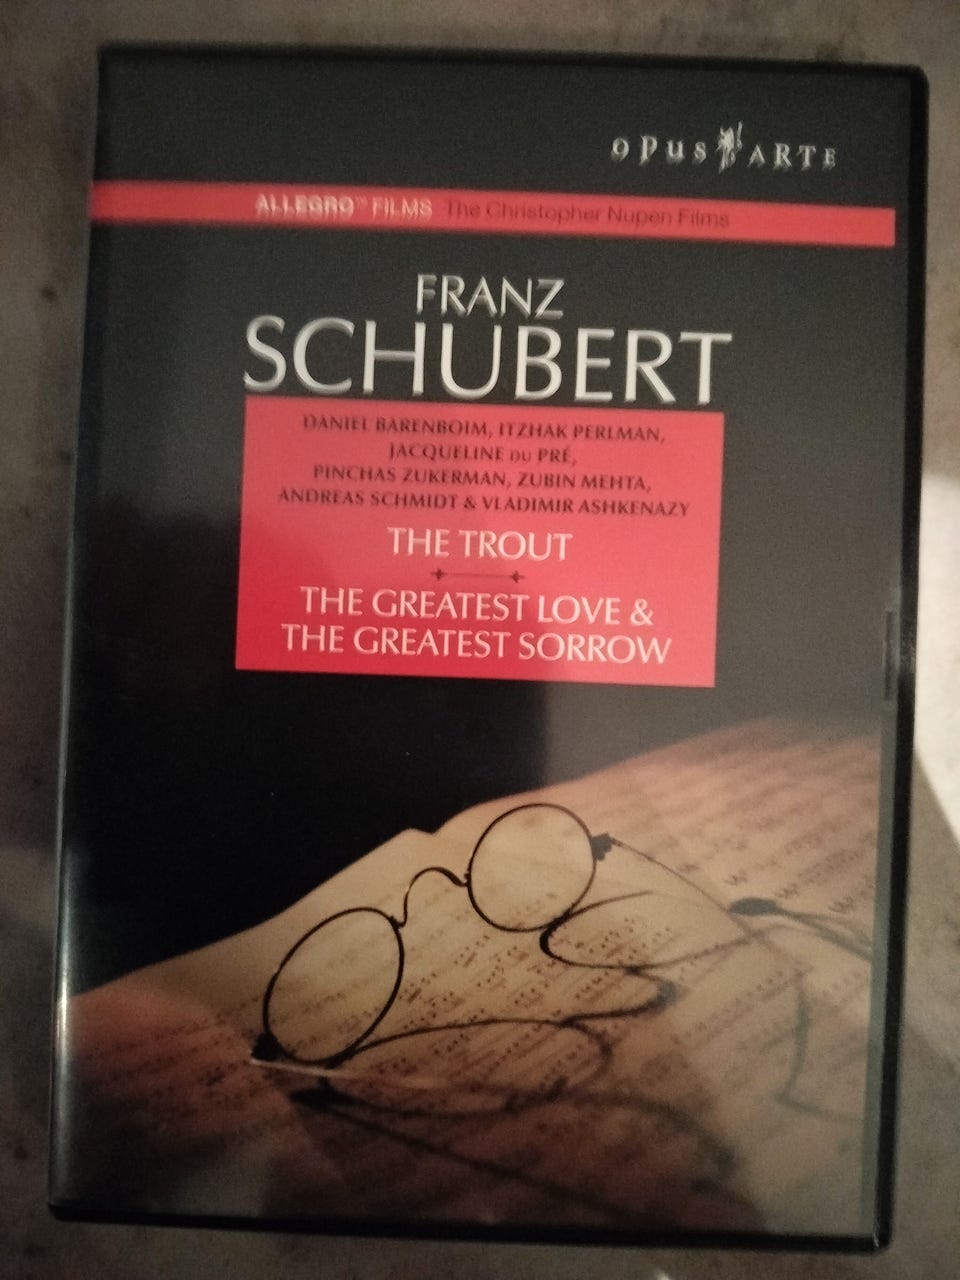 OPUS ARTE
ALLEGRO™ FILMS The Christopher Nupen Films
FRANZ
SCHUBERT
DANIEL BARENBOIM, ITZHAK PERLMAN,
JACQUELINE DU PRÉ,
PINCHAS ZUKERMAN, ZUBIN MEHTA,
ANDREAS SCHMIDT & VLADIMIR ASHKENAZY
THE TROUT
THE GREATEST LOVE &
THE GREATEST SORROW